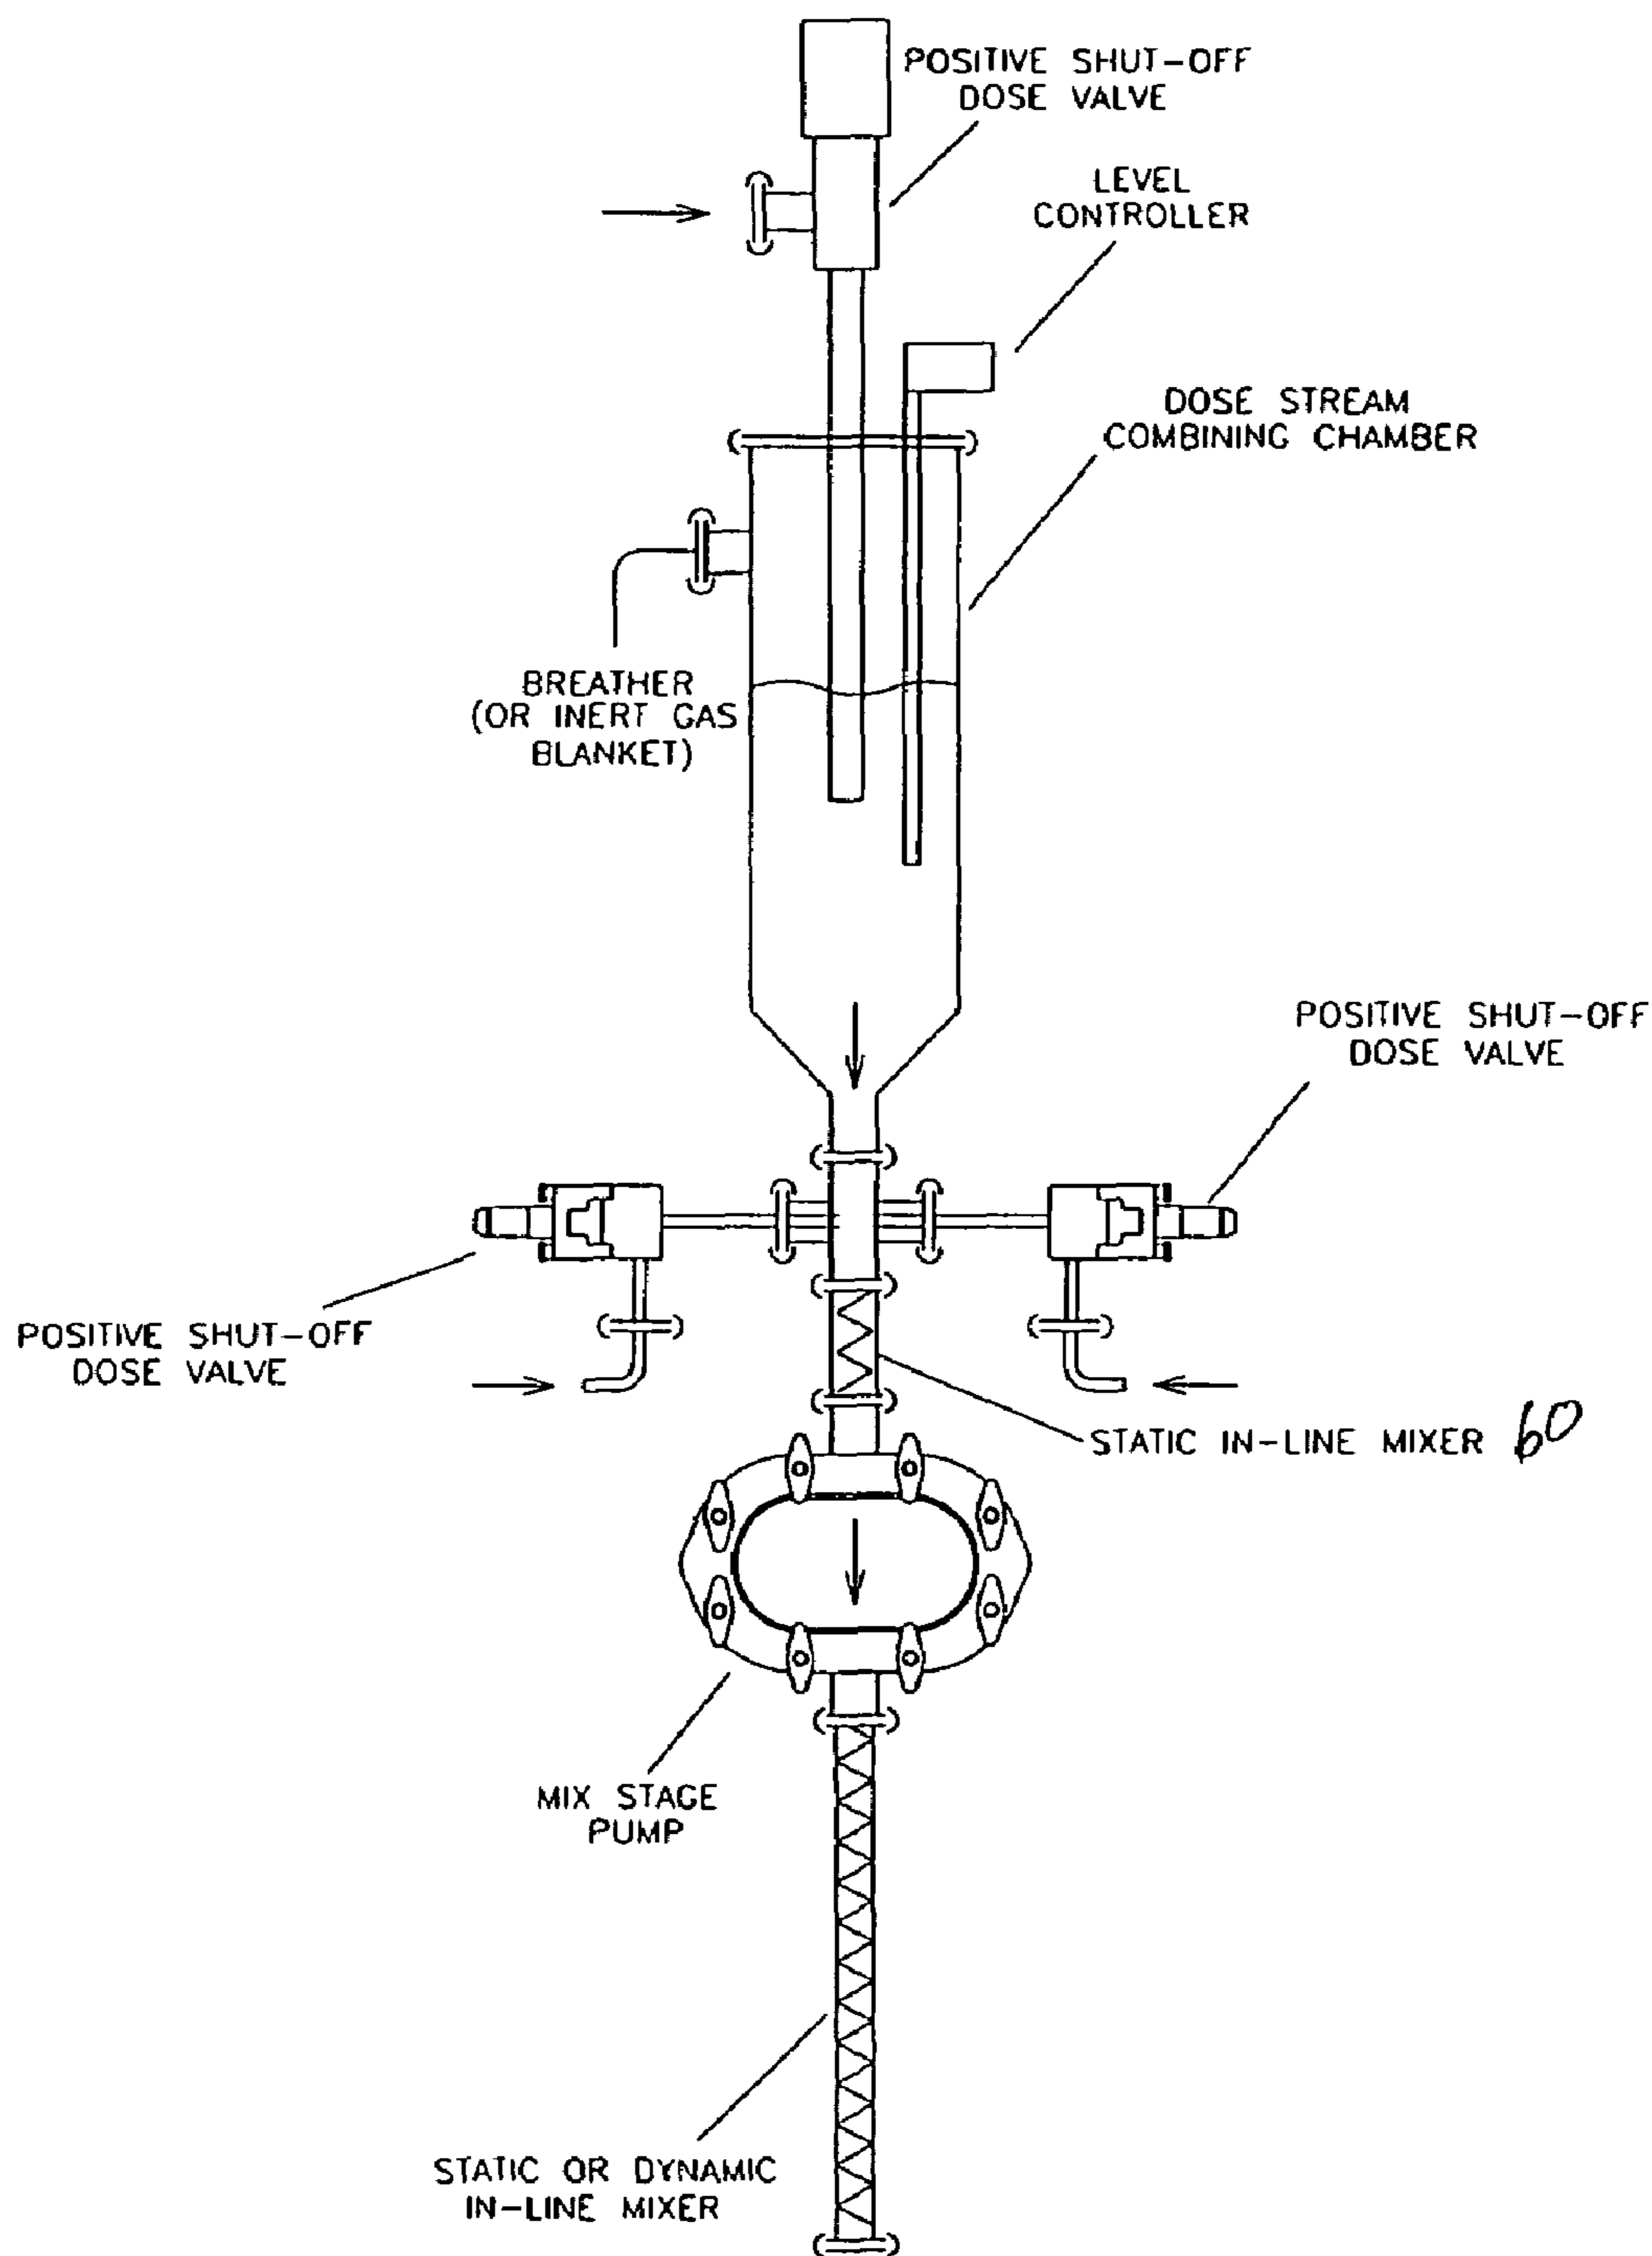 POSITIVE SHUT-OFF
DOSE VALVE
LEVEL
CONTROLLER
DOSE STREAM
COMBINING CHAMBER
BREATHER
(OR INERT GAS
BLANKET)
POSITIVE SHUT-OFF
DOSE VALVE
POSITIVE SHUT-OFF
DOSE VALVE
STATIC IN-LINE MIXER 60
MIX STAGE
PUMP
STATIC OR DYNAMIC
IN-LINE MIXER